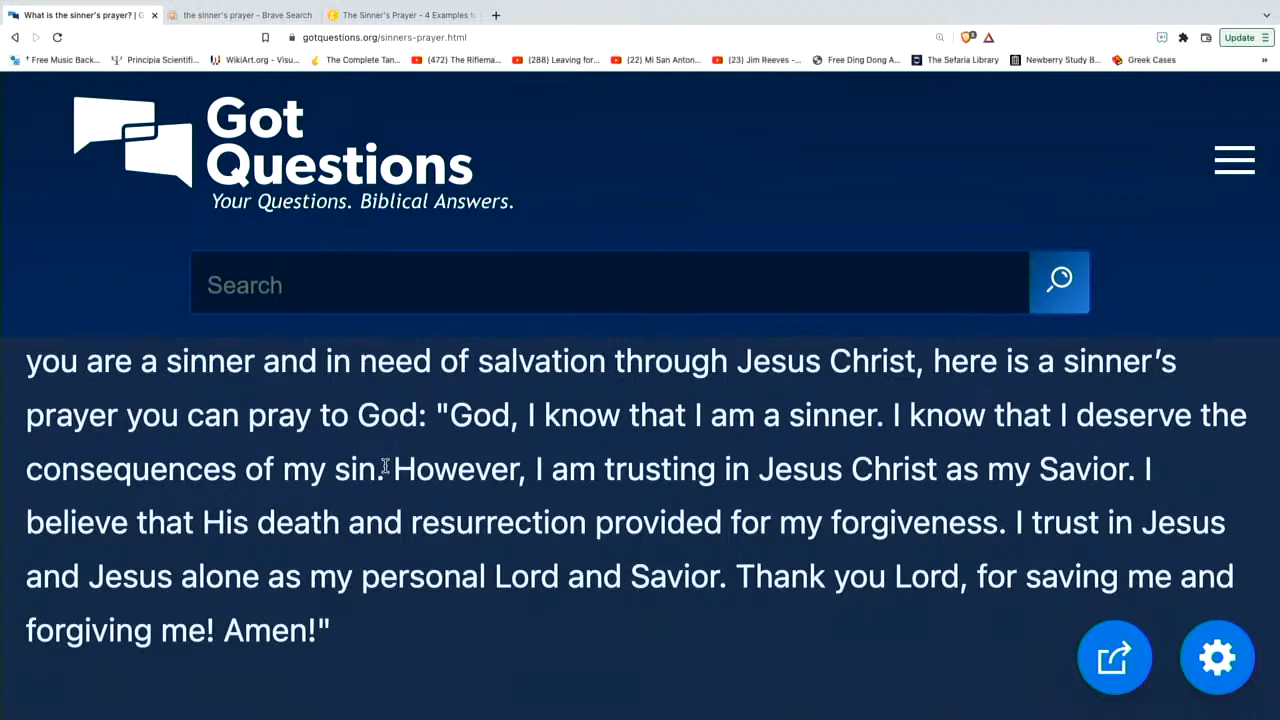 What is the sinner's prayer? | G
the sinner's prayer - Brave Search
The Sinner's Prayer - 4 Examples t
gotquestions.org/sinners-prayer.html
Update
† Free Music Back...
Principia Scientifi...
WikiArt.org - Visu...
The Complete Tan...
(472) The Riflema...
(288) Leaving for...
(22) Mi San Anton...
(23) Jim Reeves -...
Free Ding Dong A...
The Sefaria Library
Newberry Study B...
Greek Cases
»
Got
Questions
Your Questions. Biblical Answers.
Search
you are a sinner and in need of salvation through Jesus Christ, here is a sinner’s
prayer you can pray to God: "God, I know that I am a sinner. I know that I deserve the
consequences of my sin. However, I am trusting in Jesus Christ as my Savior. I
believe that His death and resurrection provided for my forgiveness. I trust in Jesus
and Jesus alone as my personal Lord and Savior. Thank you Lord, for saving me and
forgiving me! Amen!"